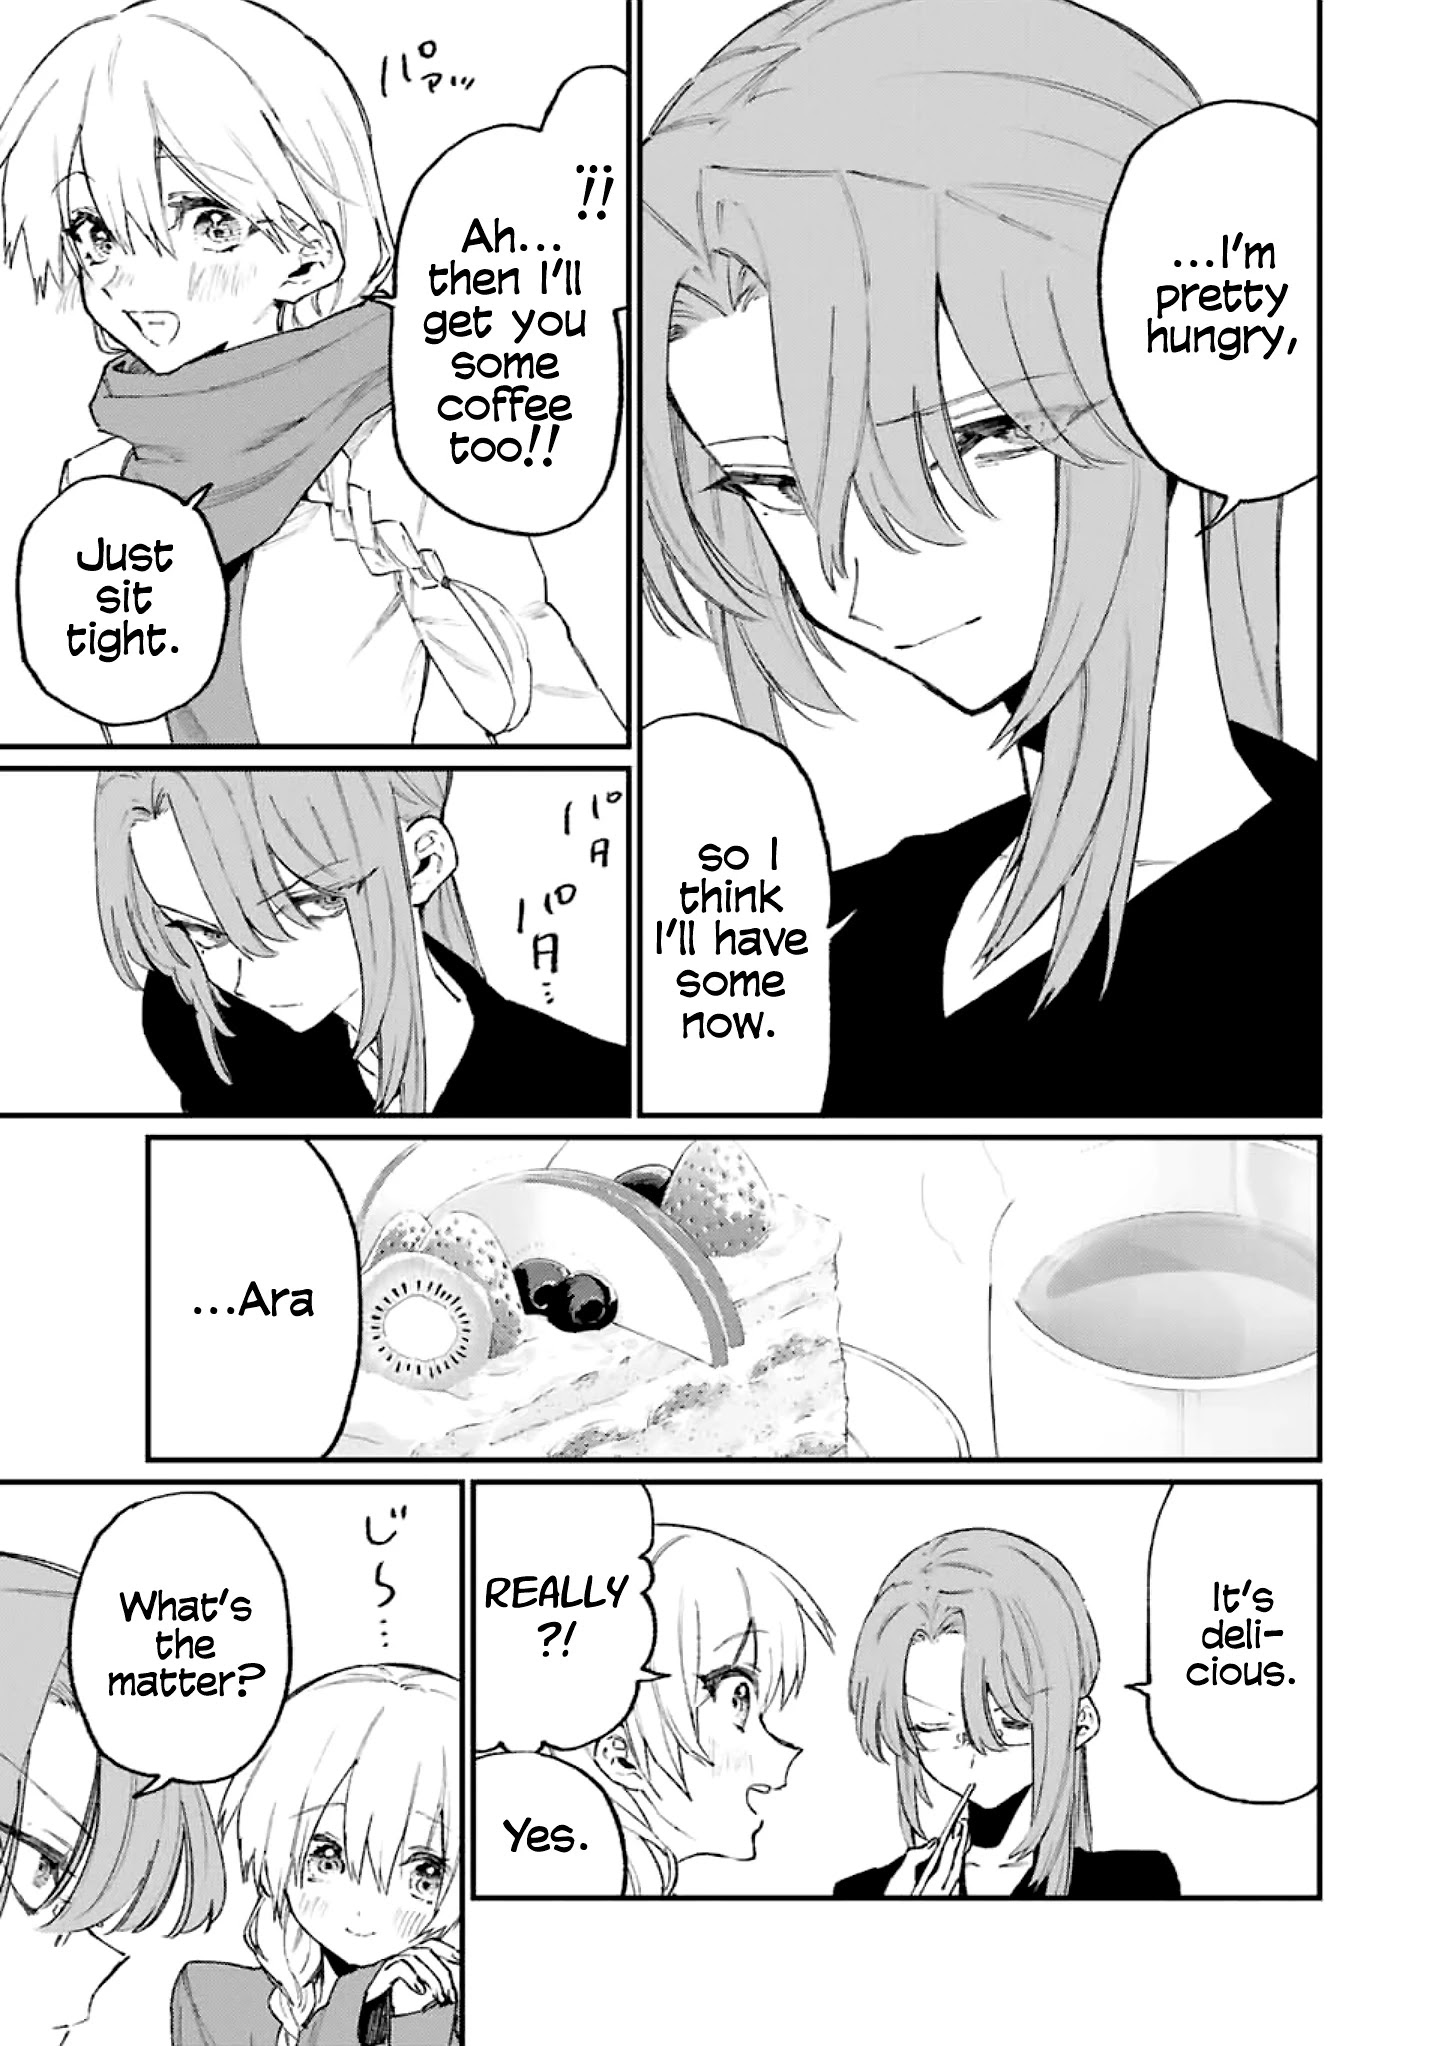 ...I'm
pretty
hungry,
so I
think
I'll have
some
now.
パァッ
...!!
Ah...
then I'll
get you
some
coffee
too!!
Just
sit
tight.
パ
タ
パ
タ…
...Ara
It's
deli-
cious.
REALLY
?!
Yes.
じ〜…
What's
the
matter?